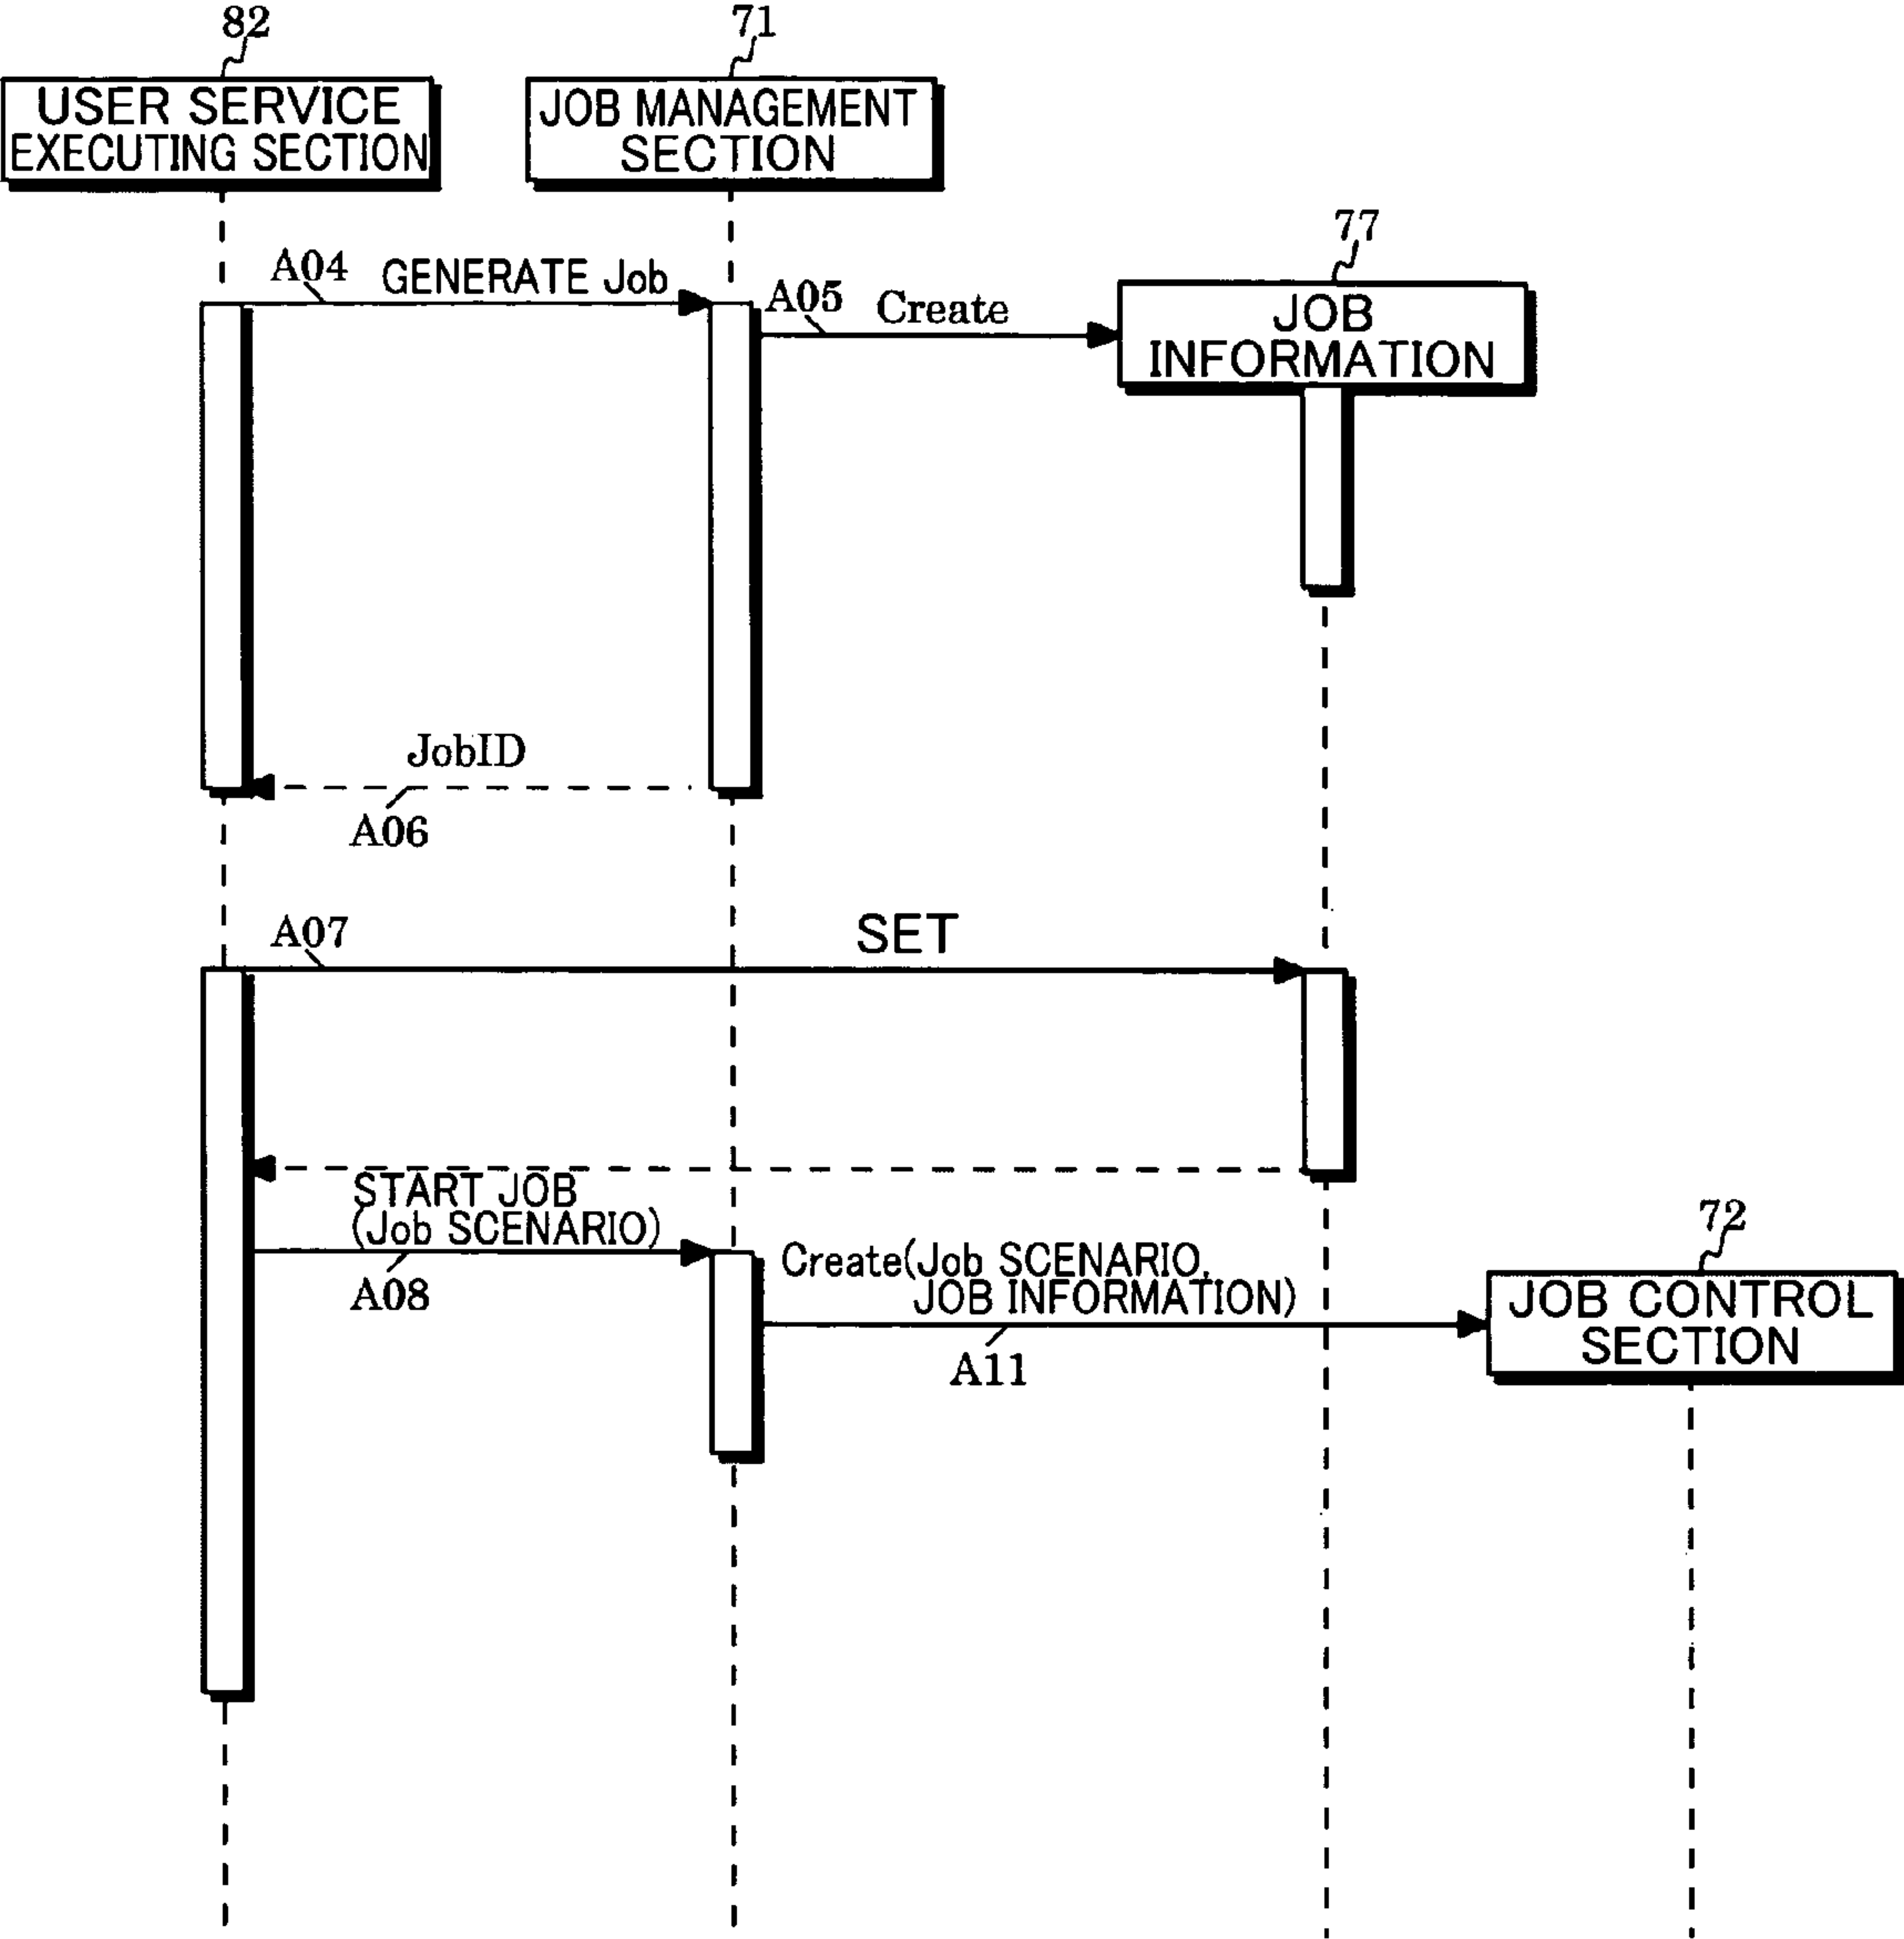 82
71
USER SERVICE
EXECUTING SECTION
JOB MANAGEMENT
SECTION
77
A04
GENERATE Job
A05
Create
JOB
INFORMATION
JobID
A06
A07
SET
START JOB
(Job SCENARIO)
A08
Create(Job SCENARIO,
JOB INFORMATION)
A11
72
JOB CONTROL
SECTION